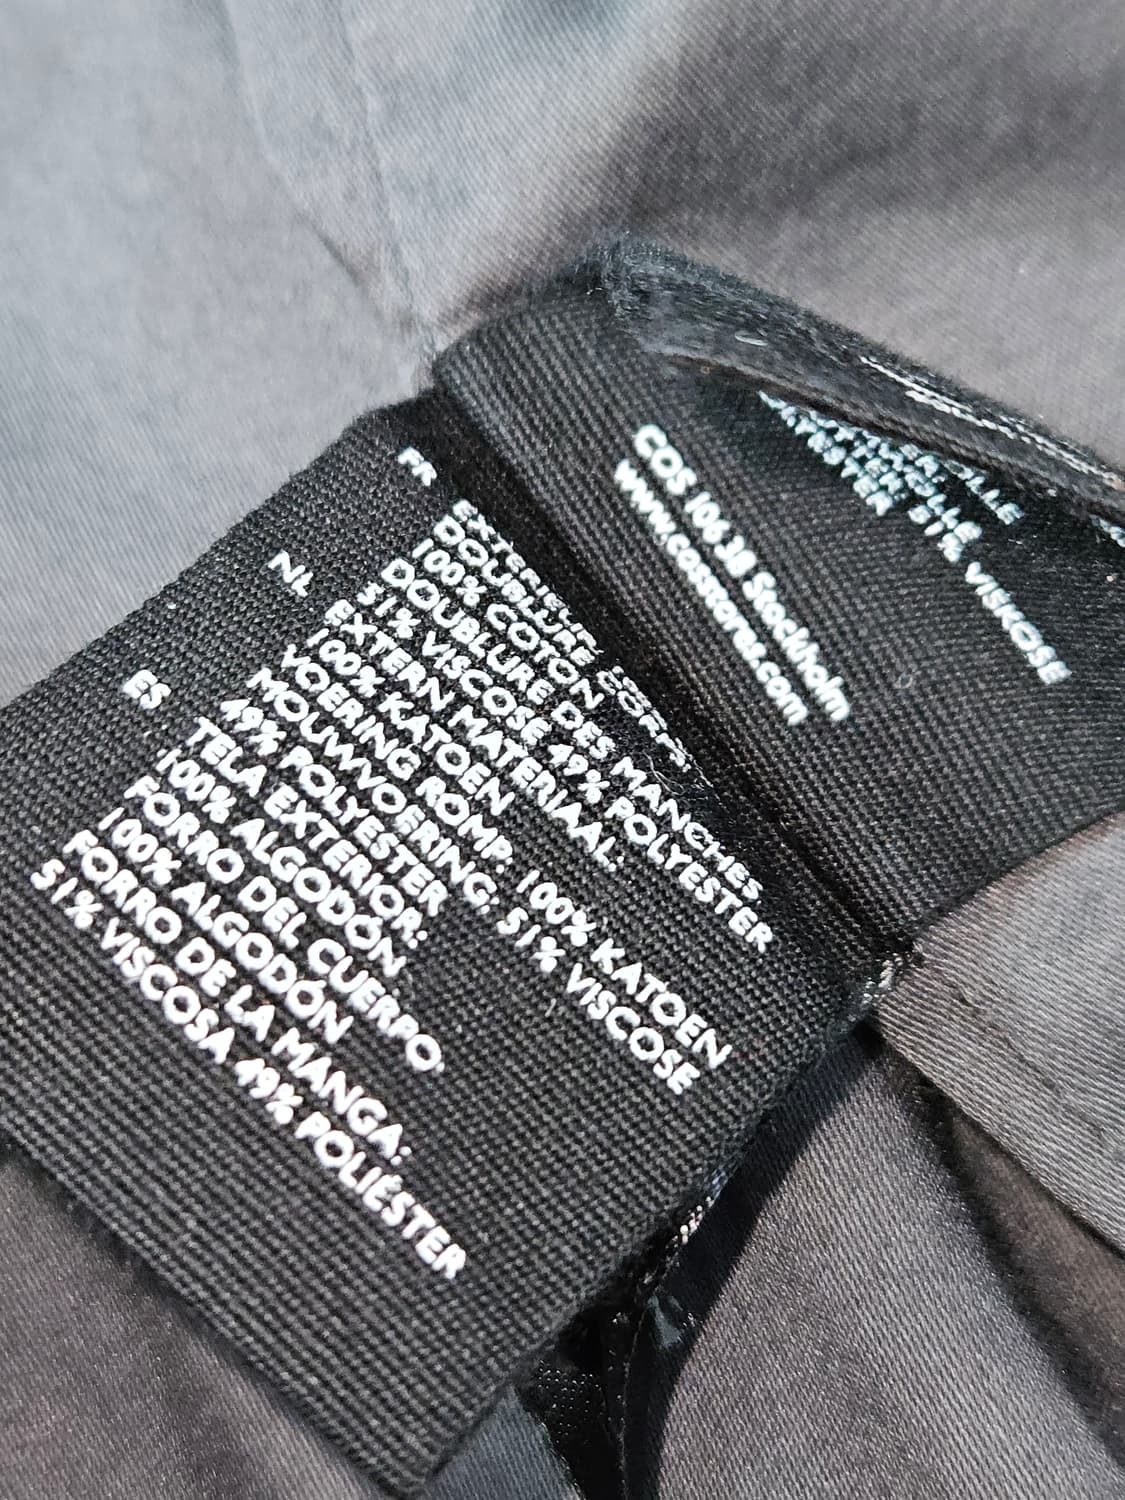 COS 106 38 Stockholm
www.cosstores.com
VISKOSE
FR
DOUBLURE CORPS
100% COTON
DOUBLURE DES MANCHES
51% VISCOSE 49% POLYESTER
NL EXTERN MATERIAAL:
100% KATOEN
VOERING ROMP: 100% KATOEN
MOUWVOERING: 51% VISCOSE
49% POLYESTER
ES TELA EXTERIOR:
100% ALGODÓN
FORRO DEL CUERPO
100% ALGODÓN
FORRO DE LA MANGA:
51% VISCOSA 49% POLIÉSTER